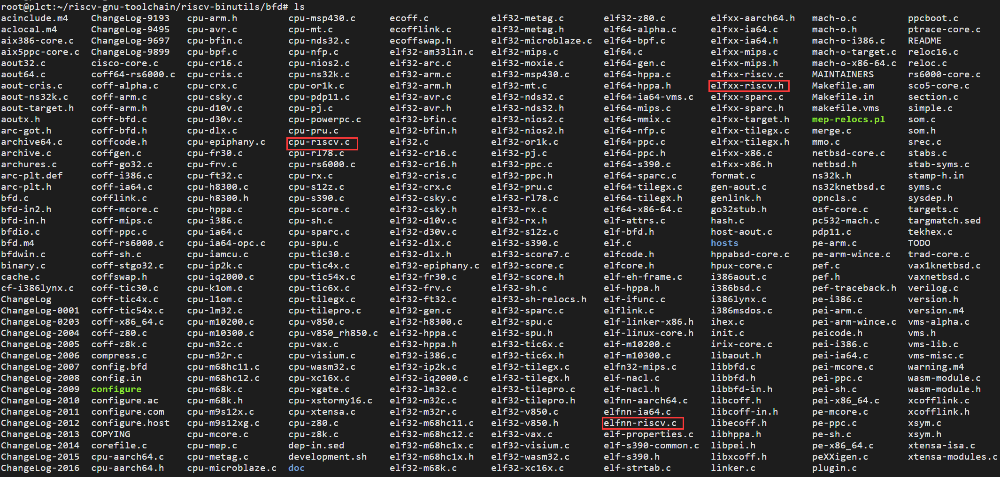 root@plct:~/riscv-gnu-toolchain/riscv-binutils/bfd# ls
acinclude.m4 ChangeLog-9193 cpu-arm.h cpu-msp430.c ecoff.c elf32-metag.c elf32-z80.c elfxx-aarch64.h mach-o.c ppcboot.c
aclocal.m4 ChangeLog-9495 cpu-avr.c cpu-mt.c ecofflink.c elf32-metag.h elf64-alpha.c elfxx-ia64.c mach-o.h ptrace-core.c
aix386-core.c ChangeLog-9697 cpu-bfin.c cpu-nds32.c ecoffswap.h elf32-microblaze.c elf64-bpf.c elfxx-ia64.h mach-o-i386.c README
aix5ppc-core.c ChangeLog-9899 cpu-bpf.c cpu-nfp.c elf32-am33lin.c elf32-mips.c elf64.c elfxx-mips.c mach-o-target.c reloc16.c
aout32.c cisco-core.c cpu-cr16.c cpu-nios2.c elf32-arc.c elf32-moxie.c elf64-gen.c elfxx-mips.h mach-o-x86-64.c reloc.c
aout64.c coff64-rs6000.c cpu-cris.c cpu-ns32k.c elf32-arm.c elf32-msp430.c elf64-hppa.c elfxx-riscv.c MAINTAINERS rs6000-core.c
aout-cris.c coff-alpha.c cpu-crx.c cpu-or1k.c elf32-arm.h elf32-mt.c elf64-hppa.h elfxx-riscv.h Makefile.am sco5-core.c
aout-ns32k.c coff-arm.c cpu-csky.c cpu-pdp11.c elf32-avr.c elf32-nds32.c elf64-ia64-vms.c elfxx-sparc.c Makefile.in section.c
aout-target.h coff-arm.h cpu-d10v.c cpu-pj.c elf32-avr.h elf32-nds32.h elf64-mips.c elfxx-sparc.h makefile.vms simple.c
aoutx.h coff-bfd.c cpu-d30v.c cpu-powerpc.c elf32-bfin.c elf32-nios2.c elf64-mmix.c elfxx-target.h mep-relocs.pl som.c
arc-got.h coff-bfd.h cpu-dlx.c cpu-pru.c elf32-bfin.h elf32-nios2.h elf64-nfp.c elfxx-tilegx.c merge.c som.h
archive64.c coffcode.h cpu-epiphany.c cpu-riscv.c elf32.c elf32-or1k.c elf64-ppc.c elfxx-tilegx.h mmo.c srec.c
archive.c coffgen.c cpu-fr30.c cpu-rl78.c elf32-cr16.c elf32-pj.c elf64-ppc.h elfxx-x86.c netbsd-core.c stabs.c
archures.c coff-go32.c cpu-frv.c cpu-rs6000.c elf32-cr16.h elf32-ppc.c elf64-s390.c elfxx-x86.h netbsd.h stab-syms.c
arc-plt.def coff-i386.c cpu-ft32.c cpu-rx.c elf32-cris.c elf32-ppc.h elf64-sparc.c format.c ns32k.h stamp-h.in
arc-plt.h coff-ia64.c cpu-h8300.c cpu-s12z.c elf32-crx.c elf32-pru.c elf64-tilegx.c gen-aout.c ns32knetbsd.c syms.c
bfd.c cofflink.c cpu-h8300.h cpu-s390.c elf32-csky.c elf32-rl78.c elf64-tilegx.h genlink.h opncls.c sysdep.h
bfd-in2.h coff-mcore.c cpu-hppa.c cpu-score.c elf32-csky.h elf32-rx.c elf64-x86-64.c go32stub.h osf-core.c targets.c
bfd-in.h coff-mips.c cpu-i386.c cpu-sh.c elf32-d10v.c elf32-rx.h elf-attrs.c hash.c pc532-mach.c targmatch.sed
bfdio.c coff-ppc.c cpu-ia64.c cpu-sparc.c elf32-d30v.c elf32-s12z.c elf-bfd.h host-aout.c pdp11.c tekhex.c
bfd.m4 coff-rs6000.c cpu-ia64-opc.c cpu-spu.c elf32-dlx.c elf32-s390.c elf.c hosts pe-arm.c TODO
bfdwin.c coff-sh.c cpu-iamcu.c cpu-tic30.c elf32-dlx.h elf32-score7.c elfcode.h hppabsd-core.c pe-arm-wince.c trad-core.c
binary.c coff-stgo32.c cpu-ip2k.c cpu-tic4x.c elf32-epiphany.c elf32-score.c elfcore.h hpux-core.c pef.c vax1knetbsd.c
cache.c coffswap.h cpu-iq2000.c cpu-tic54x.c elf32-fr30.c elf32-score.h elf-eh-frame.c i386aout.c pef.h vaxnetbsd.c
cf-i386lynx.c coff-tic30.c cpu-k1om.c cpu-tic6x.c elf32-frv.c elf32-sh.c elf-hppa.h i386bsd.c pef-traceback.h verilog.c
ChangeLog coff-tic4x.c cpu-l1om.c cpu-tilegx.c elf32-ft32.c elf32-sh-relocs.h elf-ifunc.c i386lynx.c pe-i386.c version.h
ChangeLog-0001 coff-tic54x.c cpu-lm32.c cpu-tilepro.c elf32-gen.c elf32-sparc.c elflink.c i386msdos.c pei-arm.c version.m4
ChangeLog-0203 coff-x86_64.c cpu-m10200.c cpu-v850.c elf32-h8300.c elf32-spu.c elf-linker-x86.h ihex.c pei-arm-wince.c vms-alpha.c
ChangeLog-2004 coff-z80.c cpu-m10300.c cpu-v850_rh850.c elf32-hppa.c elf32-spu.h elf-linux-core.h init.c peicode.h vms.h
ChangeLog-2005 coff-z8k.c cpu-m32c.c cpu-vax.c elf32-hppa.h elf32-tic6x.c elf-m10200.c irix-core.c pei-i386.c vms-lib.c
ChangeLog-2006 compress.c cpu-m32r.c cpu-visium.c elf32-i386.c elf32-tic6x.h elf-m10300.c libaout.h pei-ia64.c vms-misc.c
ChangeLog-2007 config.bfd cpu-m68hc11.c cpu-wasm32.c elf32-ip2k.c elf32-tilegx.c elfn32-mips.c libbfd.c pei-mcore.c warning.m4
ChangeLog-2008 config.in cpu-m68hc12.c cpu-xc16x.c elf32-iq2000.c elf32-tilegx.h elf-nacl.c libbfd.h pei-ppc.c wasm-module.c
ChangeLog-2009 configure cpu-m68k.c cpu-xgate.c elf32-lm32.c elf32-tilepro.c elf-nacl.h libbfd-in.h pei-sh.c wasm-module.h
ChangeLog-2010 configure.ac cpu-m68k.h cpu-xstormy16.c elf32-m32c.c elf32-tilepro.h elfnn-aarch64.c libcoff.h pei-x86_64.c xcofflink.c
ChangeLog-2011 configure.com cpu-m9s12x.c cpu-xtensa.c elf32-m32r.c elf32-v850.c elfnn-ia64.c libcoff-in.h pe-mcore.c xcofflink.h
ChangeLog-2012 configure.host cpu-m9s12xg.c cpu-z80.c elf32-m68hc11.c elf32-v850.h elfnn-riscv.c libecoff.h pe-ppc.c xsym.c
ChangeLog-2013 COPYING cpu-mcore.c cpu-z8k.c elf32-m68hc12.c elf32-vax.c elf-properties.c libhppa.h pe-sh.c xsym.h
ChangeLog-2014 corefile.c cpu-mep.c dep-in.sed elf32-m68hc1x.c elf32-visium.c elf-s390-common.c libpei.h pe-x86_64.c xtensa-isa.c
ChangeLog-2015 cpu-aarch64.c cpu-metag.c development.sh elf32-m68hc1x.h elf32-wasm32.c elf-s390.h libxcoff.h peXXigen.c xtensa-modules.c
ChangeLog-2016 cpu-aarch64.h cpu-microblaze.c doc elf32-m68k.c elf32-xc16x.c elf-strtab.c linker.c plugin.c